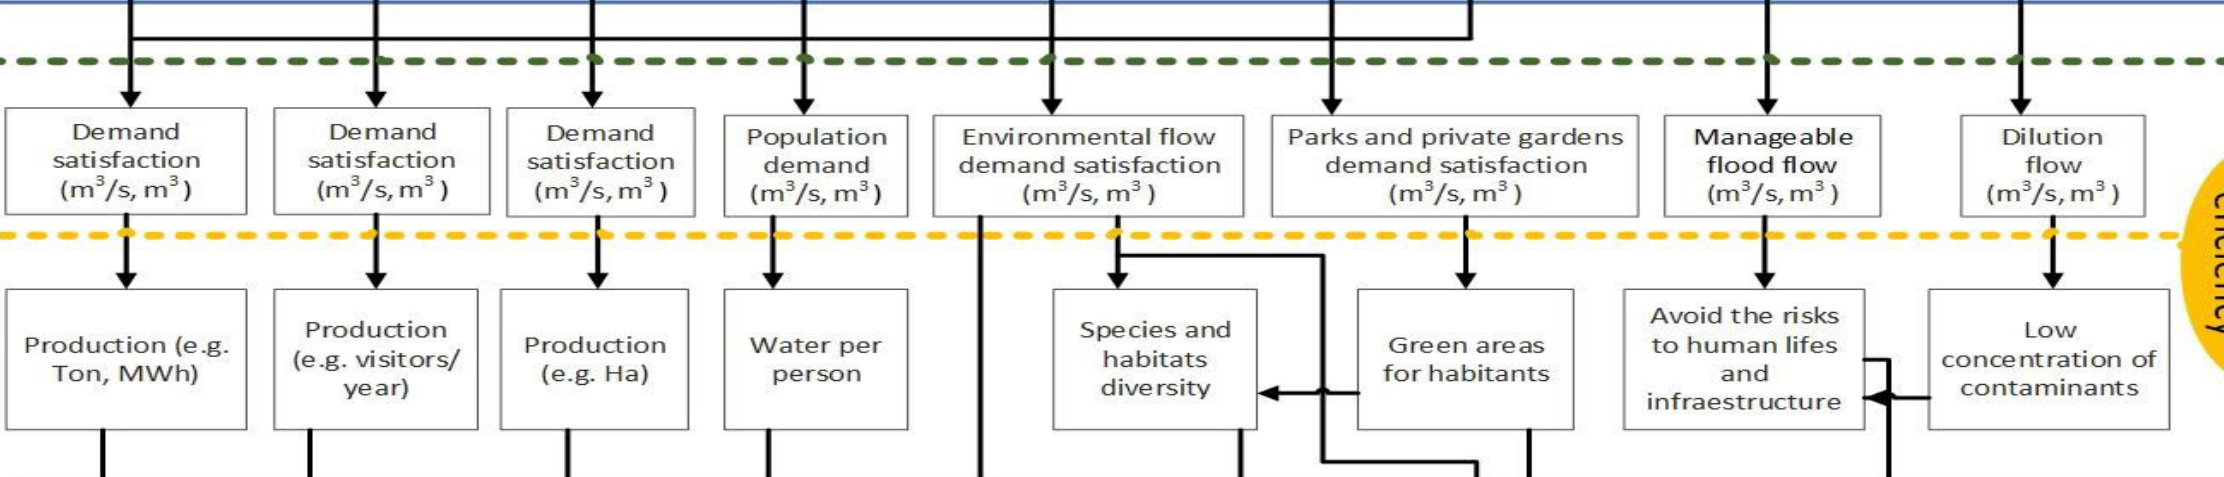 Demand
satisfaction
(m³/s, m³ )
Demand
satisfaction
(m³/s, m³ )
Demand
satisfaction
(m³/s, m³ )
Population
demand
(m³/s, m³ )
Environmental flow
demand satisfaction
(m³/s, m³ )
Parks and private gardens
demand satisfaction
(m³/s, m³ )
Manageable
flood flow
(m³/s, m³ )
Dilution
flow
(m³/s, m³ )
Production (e.g.
Ton, MWh)
Production
(e.g. visitors/
year)
Production
(e.g. Ha)
Water per
person
Species and
habitats
diversity
Green areas
for habitants
Avoid the risks
to human lifes
and
infraestructure
Low
concentration of
contaminants